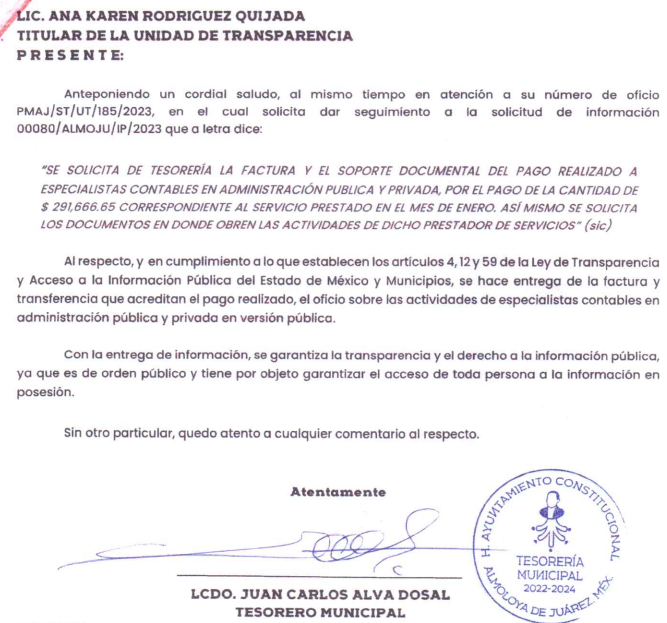 LIC. ANA KAREN RODRIGUEZ QUIJADA
TITULAR DE LA UNIDAD DE TRANSPARENCIA
P R E S E N T E:
Anteponiendo un cordial saludo, al mismo tiempo en atención a su número de oficio
PMAJ/ST/UT/185/2023, en el cual solicita dar seguimiento a la solicitud de información
00080/ALMOJU/IP/2023 que a letra dice:
"SE SOLICITA DE TESORERÍA LA FACTURA Y EL SOPORTE DOCUMENTAL DEL PAGO REALIZADO A
ESPECIALISTAS CONTABLES EN ADMINISTRACIÓN PUBLICA Y PRIVADA, POR EL PAGO DE LA CANTIDAD DE
$ 291,666.65 CORRESPONDIENTE AL SERVICIO PRESTADO EN EL MES DE ENERO. ASÍ MISMO SE SOLICITA
LOS DOCUMENTOS EN DONDE OBREN LAS ACTIVIDADES DE DICHO PRESTADOR DE SERVICIOS" (sic)
Al respecto, y en cumplimiento a lo que establecen los artículos 4, 12 y 59 de la Ley de Transparencia
y Acceso a la Información Pública del Estado de México y Municipios, se hace entrega de la factura y
transferencia que acreditan el pago realizado, el oficio sobre las actividades de especialistas contables en
administración pública y privada en versión pública.
Con la entrega de información, se garantiza la transparencia y el derecho a la información pública,
ya que es de orden público y tiene por objeto garantizar el acceso de toda persona a la información en
posesión.
Sin otro particular, quedo atento a cualquier comentario al respecto.
Atentamente
LCDO. JUAN CARLOS ALVA DOSAL
TESORERO MUNICIPAL
H. AYUNTAMIENTO CONSTITUCIONAL
TESORERÍA
MUNICIPAL
2022-2024
ALMOLOYA DE JUÁREZ, MÉX.